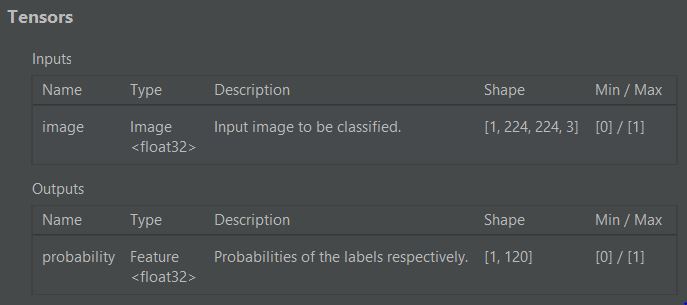 Tensors
Inputs
Name Type Description Shape Min / Max
image Image Input image to be classified. [1, 224, 224, 3] [0] / [1]
<float32>
Outputs
Name Type Description Shape Min / Max
probability Feature Probabilities of the labels respectively. [1, 120] [0] / [1]
<float32>